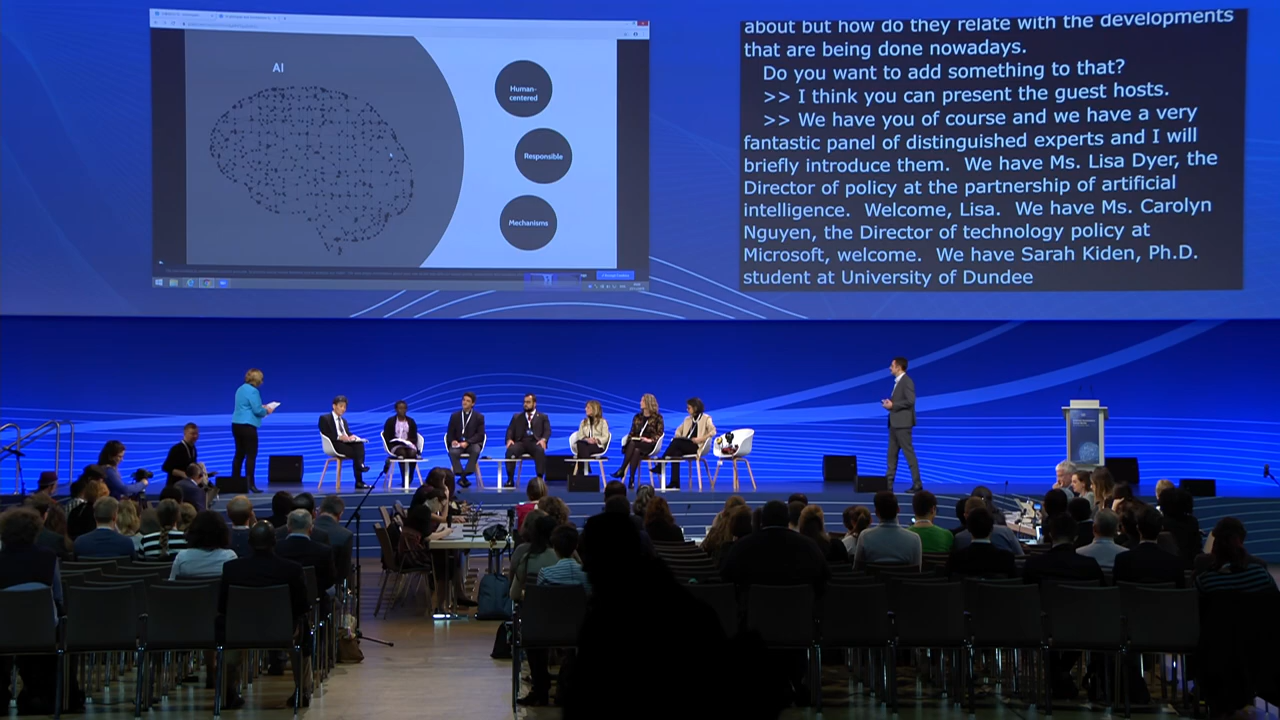 AI
Human-
centered
Responsible
Mechanisms
about but how do they relate with the developments
that are being done nowadays.
Do you want to add something to that?
>> I think you can present the guest hosts.
>> We have you of course and we have a very
fantastic panel of distinguished experts and I will
briefly introduce them. We have Ms. Lisa Dyer, the
Director of policy at the partnership of artificial
intelligence. Welcome, Lisa. We have Ms. Carolyn
Nguyen, the Director of technology policy at
Microsoft, welcome. We have Sarah Kiden, Ph.D.
student at University of Dundee